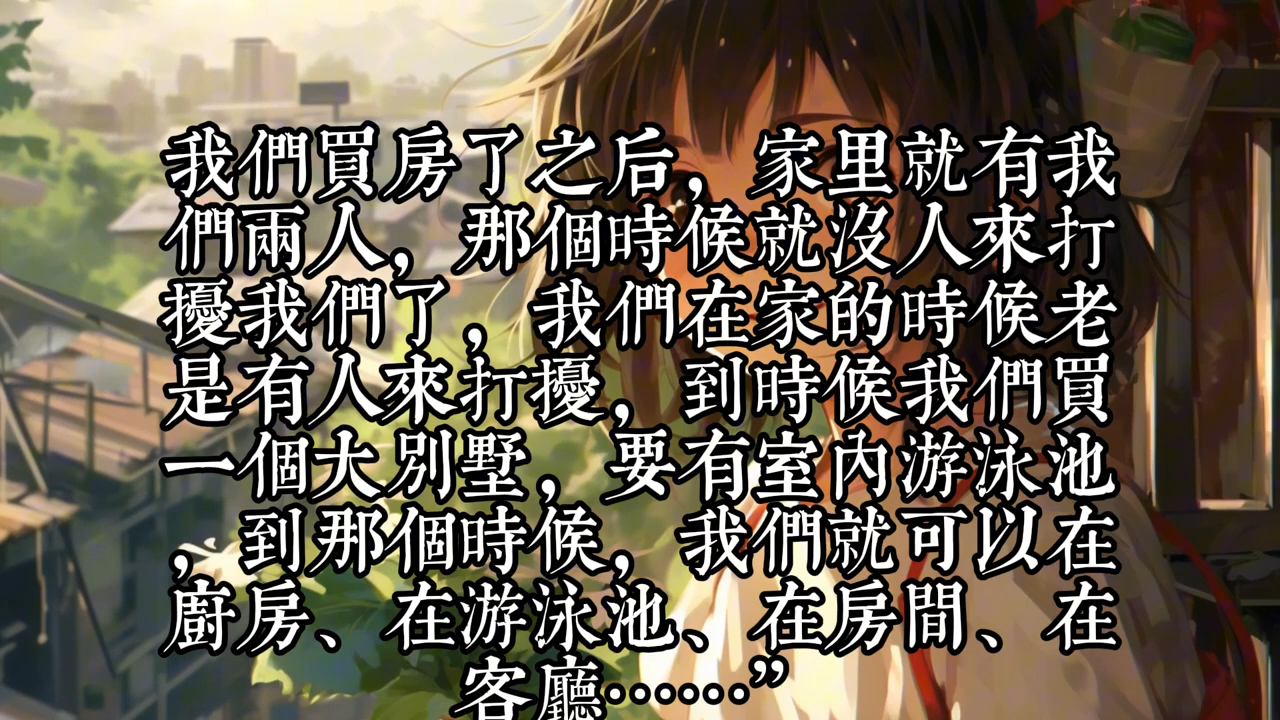 我們買房了之后，家里就有我
們兩人，那個時候就沒人來打
擾我們了，我們在家的時候老
是有人來打擾，到時候我們買
一個大別墅，要有室內游泳池
，到那個時候，我們就可以在
廚房、在游泳池、在房間、在
客廳……”